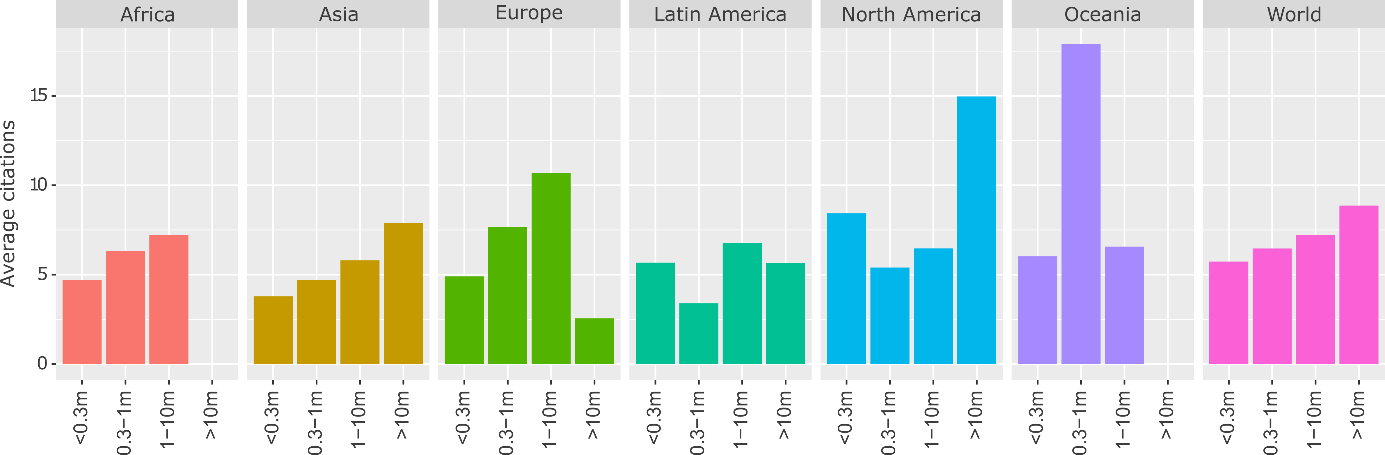 Africa Asia Europe Latin America North America Oceania World
Average citations
15
10
5
0
<0.3m 0.3−1m 1−10m >10m <0.3m 0.3−1m 1−10m >10m <0.3m 0.3−1m 1−10m >10m <0.3m 0.3−1m 1−10m >10m <0.3m 0.3−1m 1−10m >10m <0.3m 0.3−1m 1−10m >10m <0.3m 0.3−1m 1−10m >10m